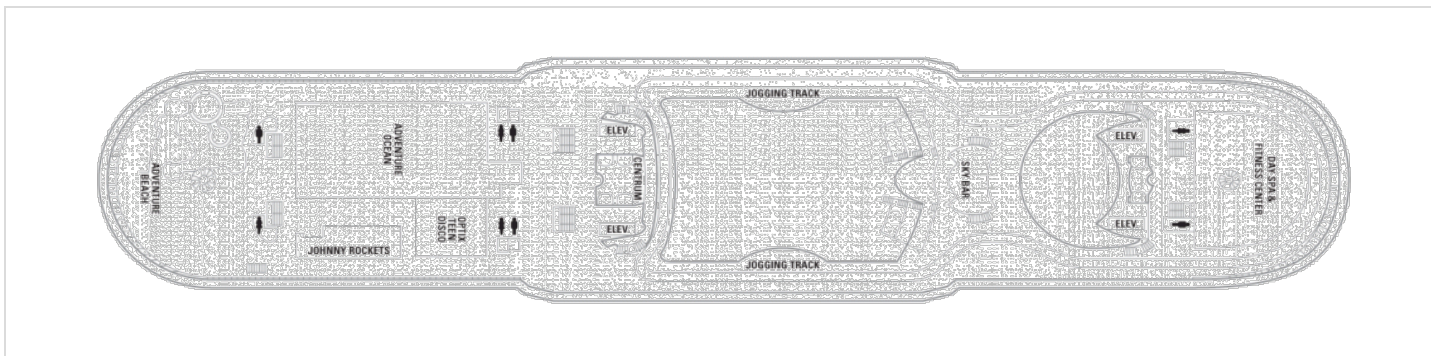 ADVENTURE
BEACH
ADVENTURE
OCEAN
JOHNNY ROCKETS
OPTIX
TEEN
DISCO
ELEV.
CENTRUM
ELEV.
JOGGING TRACK
JOGGING TRACK
SKY BAR
ELEV.
ELEV.
DAY SPA &
FITNESS CENTER